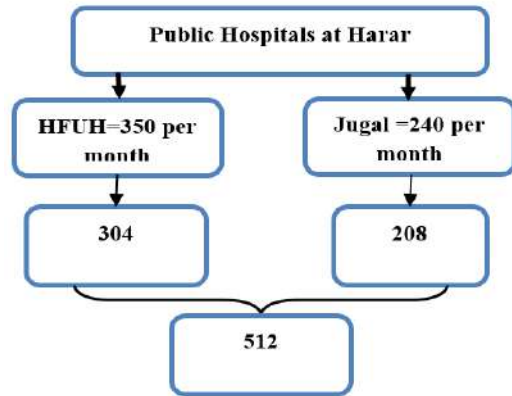 Public Hospitals at Harar
HFUH=350 per
month
Jugal =240 per
month
304
208
512